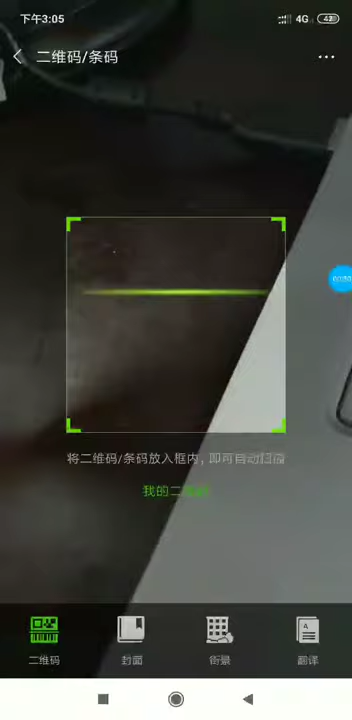 下午3:05
4G
二维码/条码
将二维码/条码放入框内，即可自动扫描
我的二维码
二维码
封面
街景
翻译